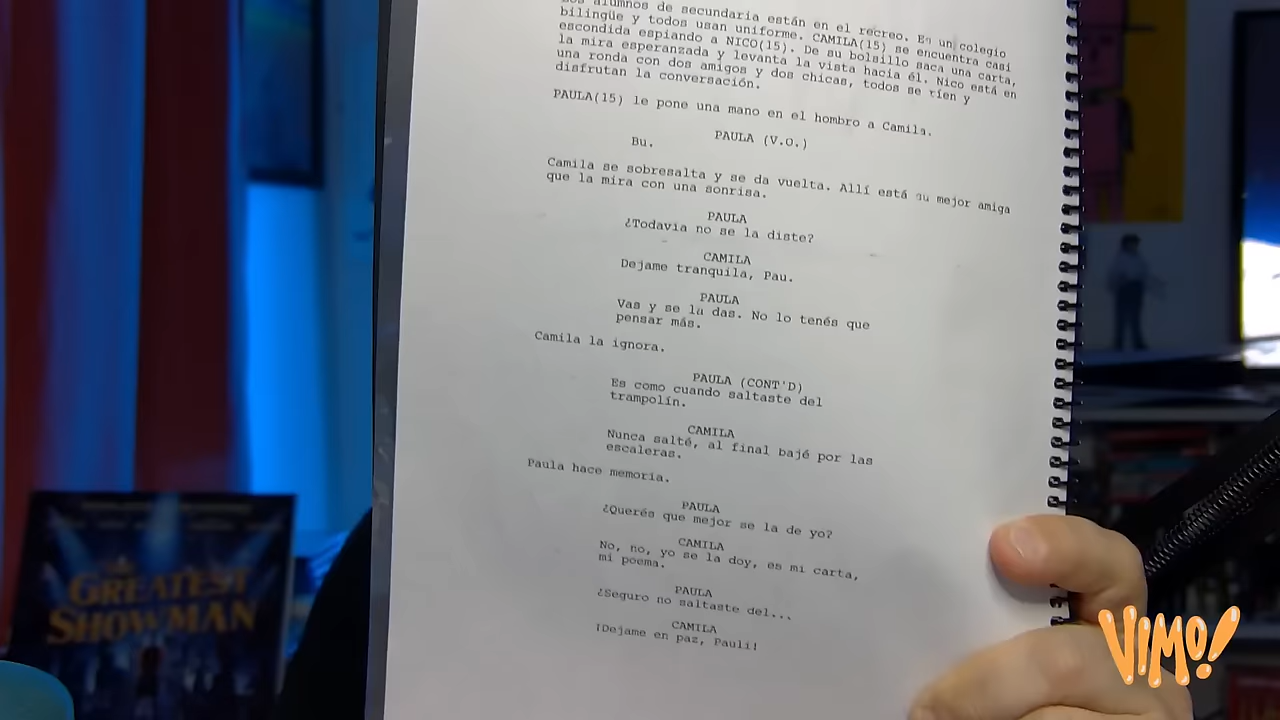 Los alumnos de secundaria están en el recreo. En un colegio
bilingüe y todos usan uniforme. CAMILA(15) se encuentra casi
escondida espiando a NICO(15). De su bolsillo saca una carta,
la mira esperanzada y levanta la vista hacia él. Nico está en
una ronda con dos amigos y dos chicas, todos se ríen y
disfrutan la conversación.
PAULA(15) le pone una mano en el hombro a Camila.
PAULA (V.O.)
Bu.
Camila se sobresalta y se da vuelta. Allí está su mejor amiga
que la mira con una sonrisa.
PAULA
¿Todavía no se la diste?
CAMILA
Dejame tranquila, Pau.
PAULA
Vas y se la das. No lo tenés que
pensar más.
Camila la ignora.
PAULA (CONT'D)
Es como cuando saltaste del
trampolín.
CAMILA
Nunca salté, al final bajé por las
escaleras.
Paula hace memoria.
PAULA
¿Querés que mejor se la de yo?
CAMILA
No, no, yo se la doy, es mi carta,
mi poema.
PAULA
¿Seguro no saltaste del...
CAMILA
¡Dejame en paz, Pauli!
THE
GREATEST
SHOWMAN
VIMO!